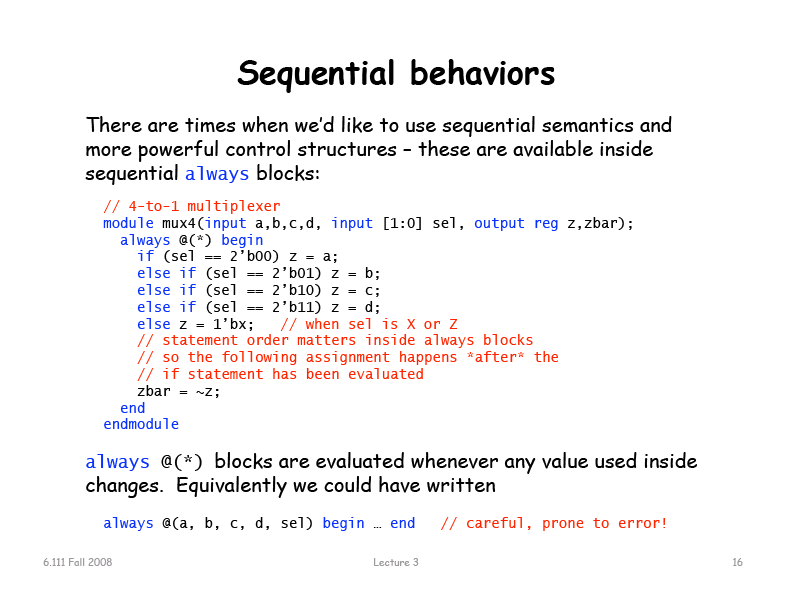 Sequential behaviors
There are times when we’d like to use sequential semantics and
more powerful control structures – these are available inside
sequential always blocks:
// 4-to-1 multiplexer
module mux4(input a,b,c,d, input [1:0] sel, output reg z,zbar);
always @(*) begin
if (sel == 2’b00) z = a;
else if (sel == 2’b01) z = b;
else if (sel == 2’b10) z = c;
else if (sel == 2’b11) z = d;
else z = 1’bx; // when sel is X or Z
// statement order matters inside always blocks
// so the following assignment happens *after* the
// if statement has been evaluated
zbar = ~z;
end
endmodule
always @(*) blocks are evaluated whenever any value used inside
changes. Equivalently we could have written
always @(a, b, c, d, sel) begin … end // careful, prone to error!
6.111 Fall 2008 Lecture 3 16